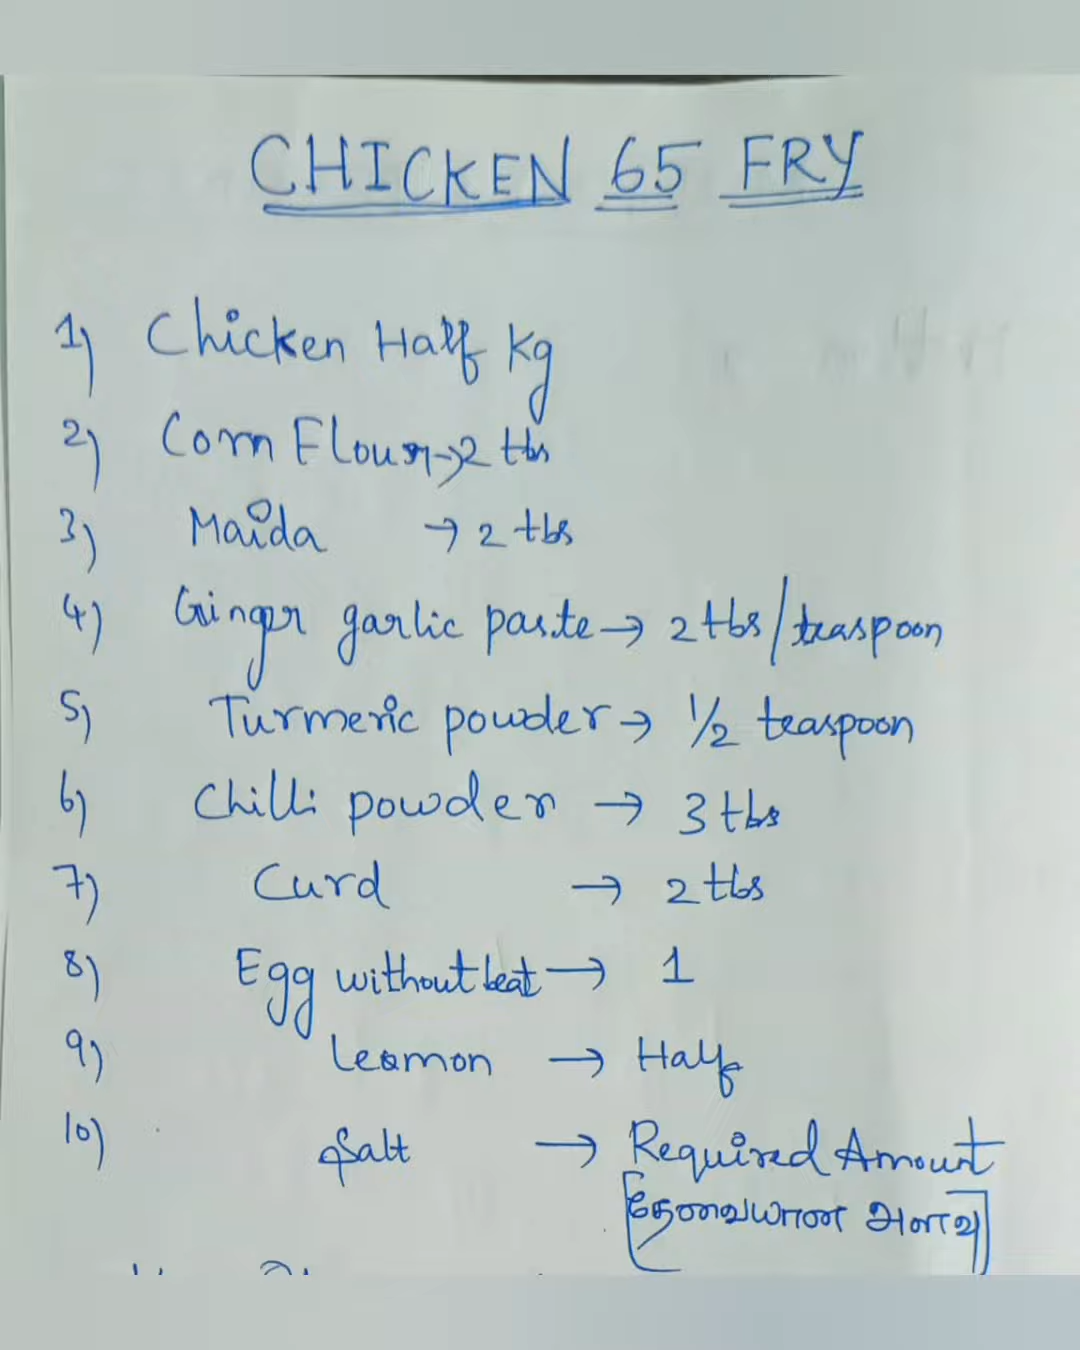 CHICKEN 65 FRY
1) Chicken Half Kg
2) Corn Flour → 2 tbs
3) Maida → 2 tbs
4) Ginger garlic paste → 2 tbs/teaspoon
5) Turmeric powder → 1/2 teaspoon
6) Chilli powder → 3 tbs
7) Curd → 2 tbs
8) Egg without beat → 1
9) Leamon → Half
10) Salt → Required Amount
[தேவையான அளவு]